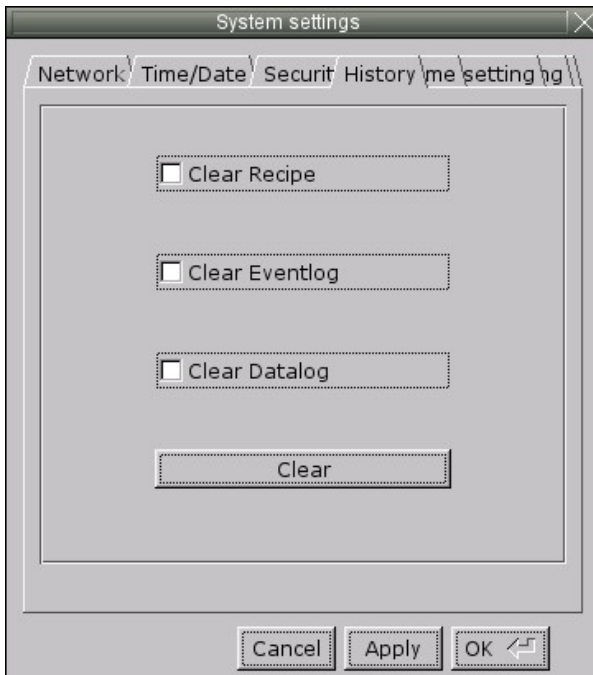 System settings
Network Time/Date Securit History me setting ng
Clear Recipe
Clear Eventlog
Clear Datalog
Clear
Cancel Apply OK